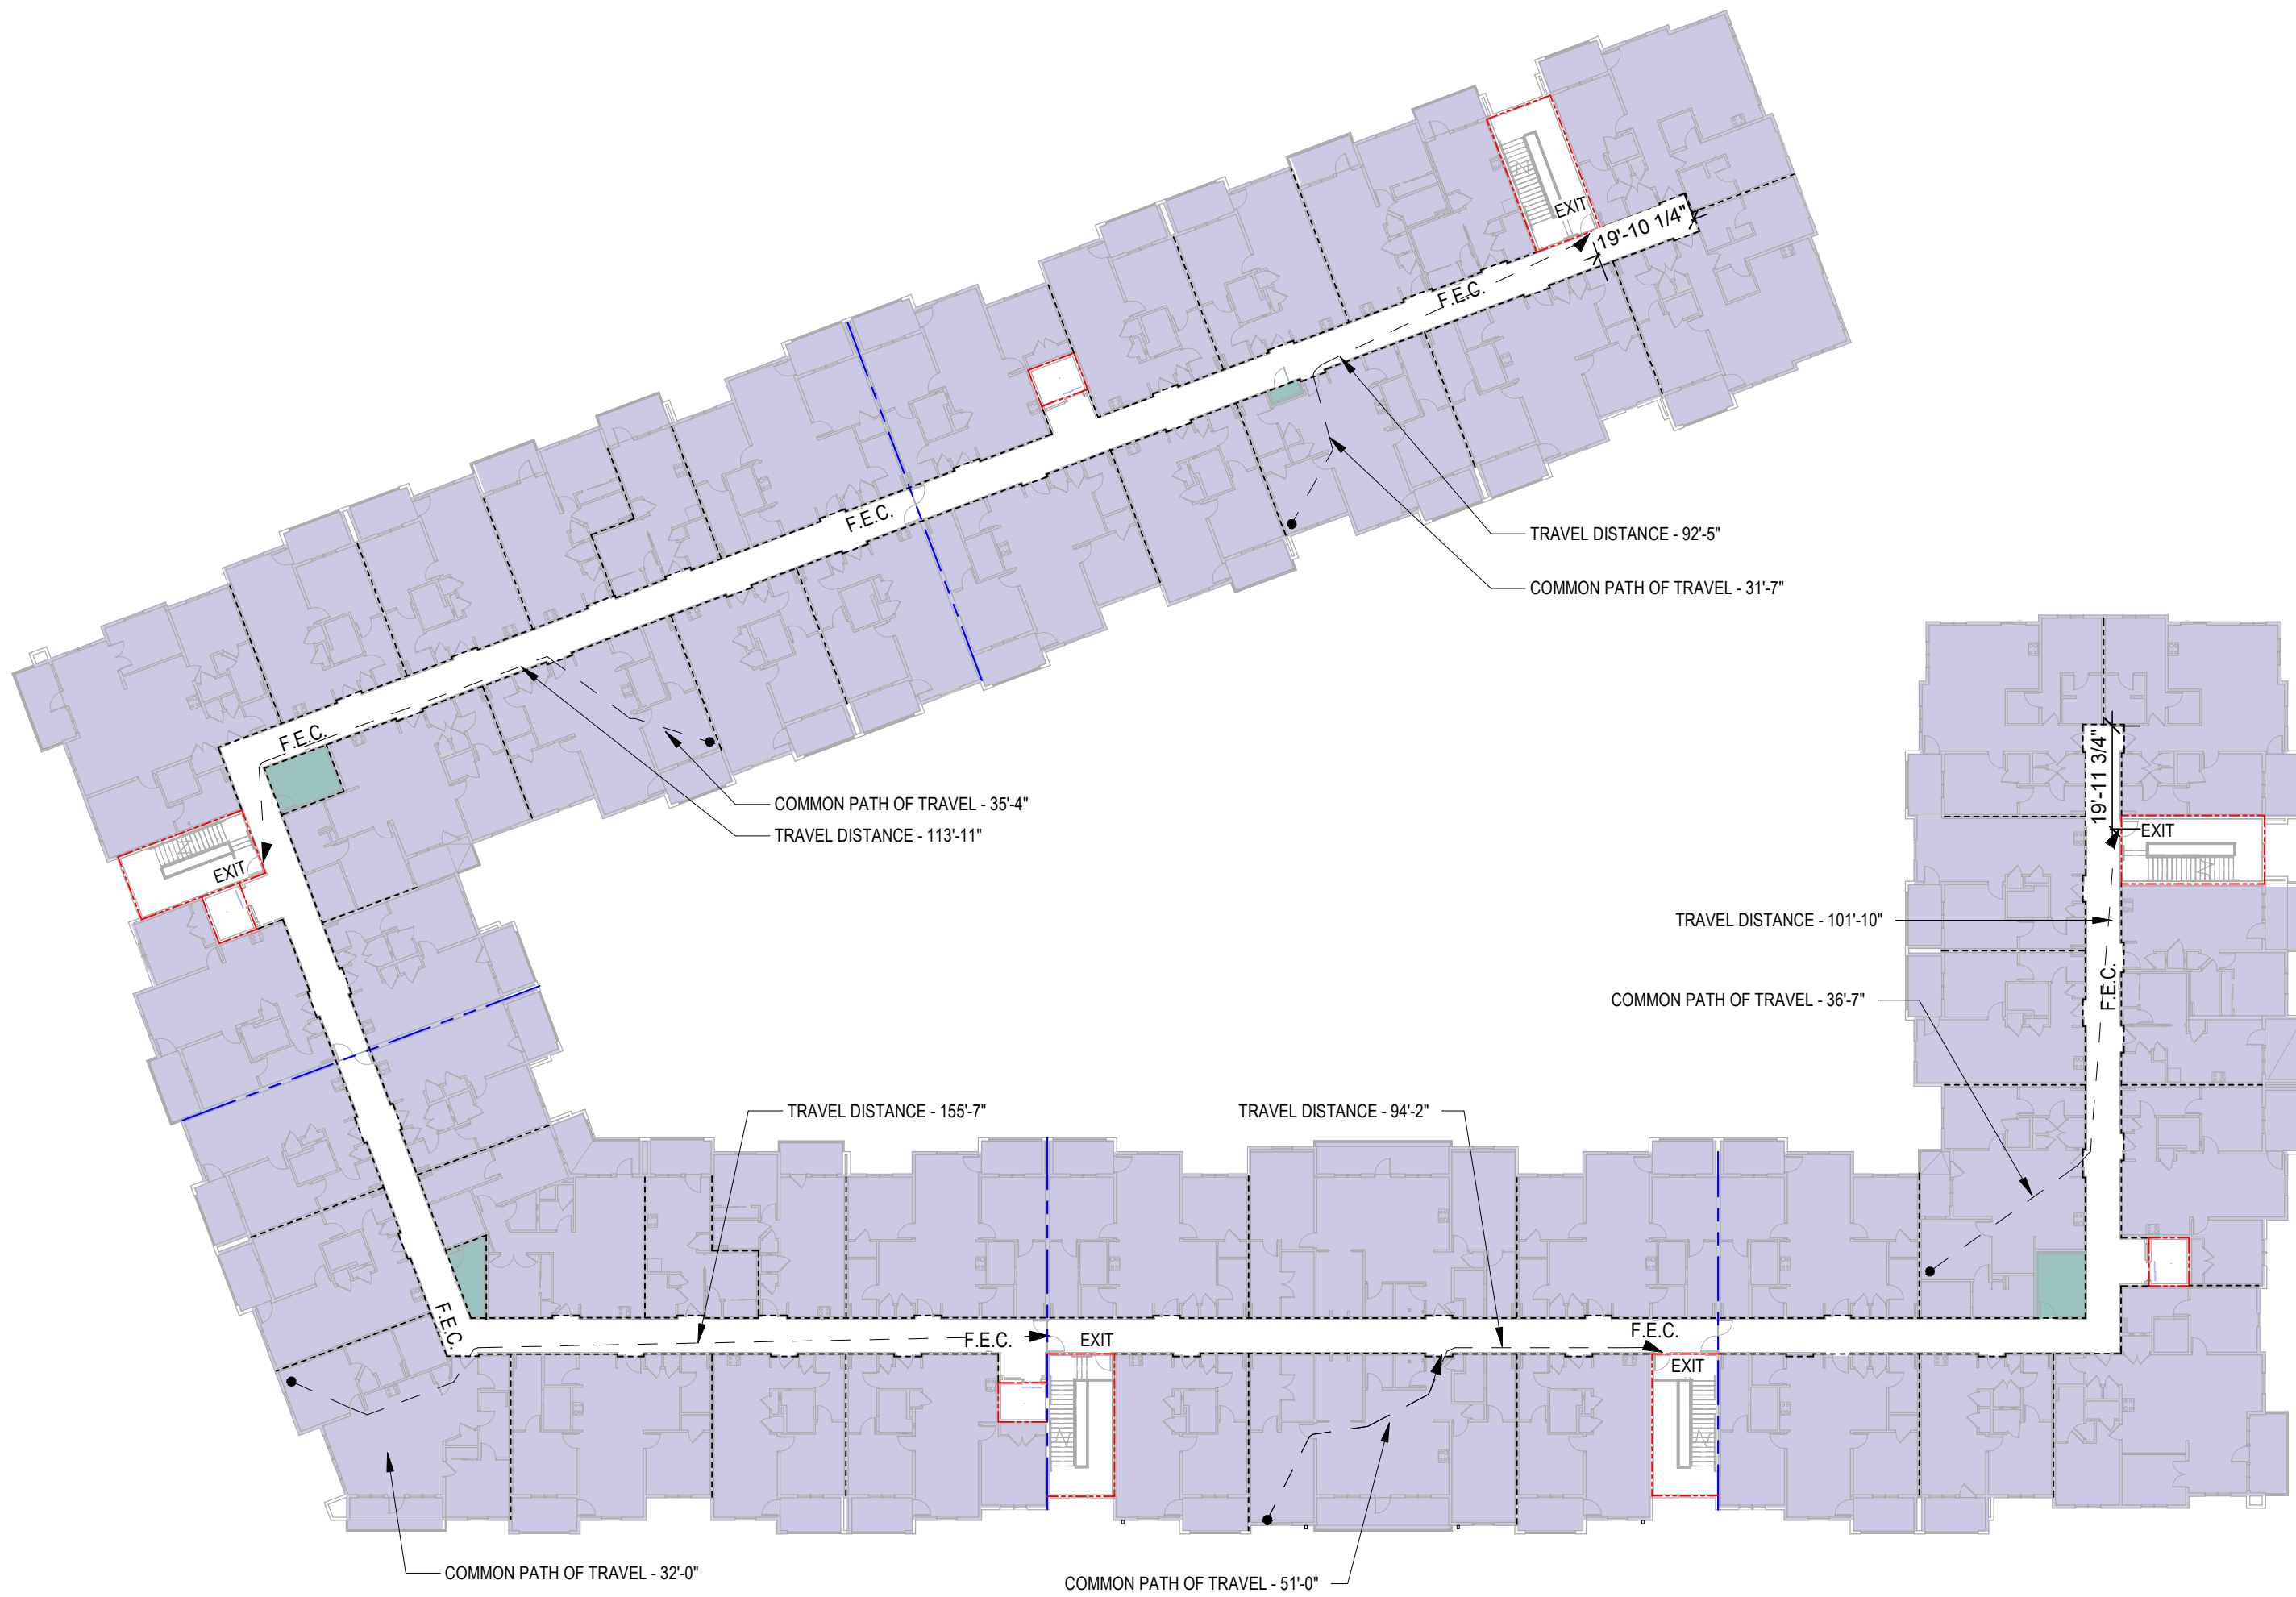 EXIT
19'-10 1/4"
F.E.C.
F.E.C.
TRAVEL DISTANCE - 92'-5"
COMMON PATH OF TRAVEL - 31'-7"
F.E.C.
COMMON PATH OF TRAVEL - 35'-4"
TRAVEL DISTANCE - 113'-11"
EXIT
19'-11 3/4"
EXIT
TRAVEL DISTANCE - 101'-10"
F.E.C.
COMMON PATH OF TRAVEL - 36'-7"
TRAVEL DISTANCE - 155'-7"
TRAVEL DISTANCE - 94'-2"
F.E.C.
F.E.C.
EXIT
F.E.C.
EXIT
COMMON PATH OF TRAVEL - 32'-0"
COMMON PATH OF TRAVEL - 51'-0"